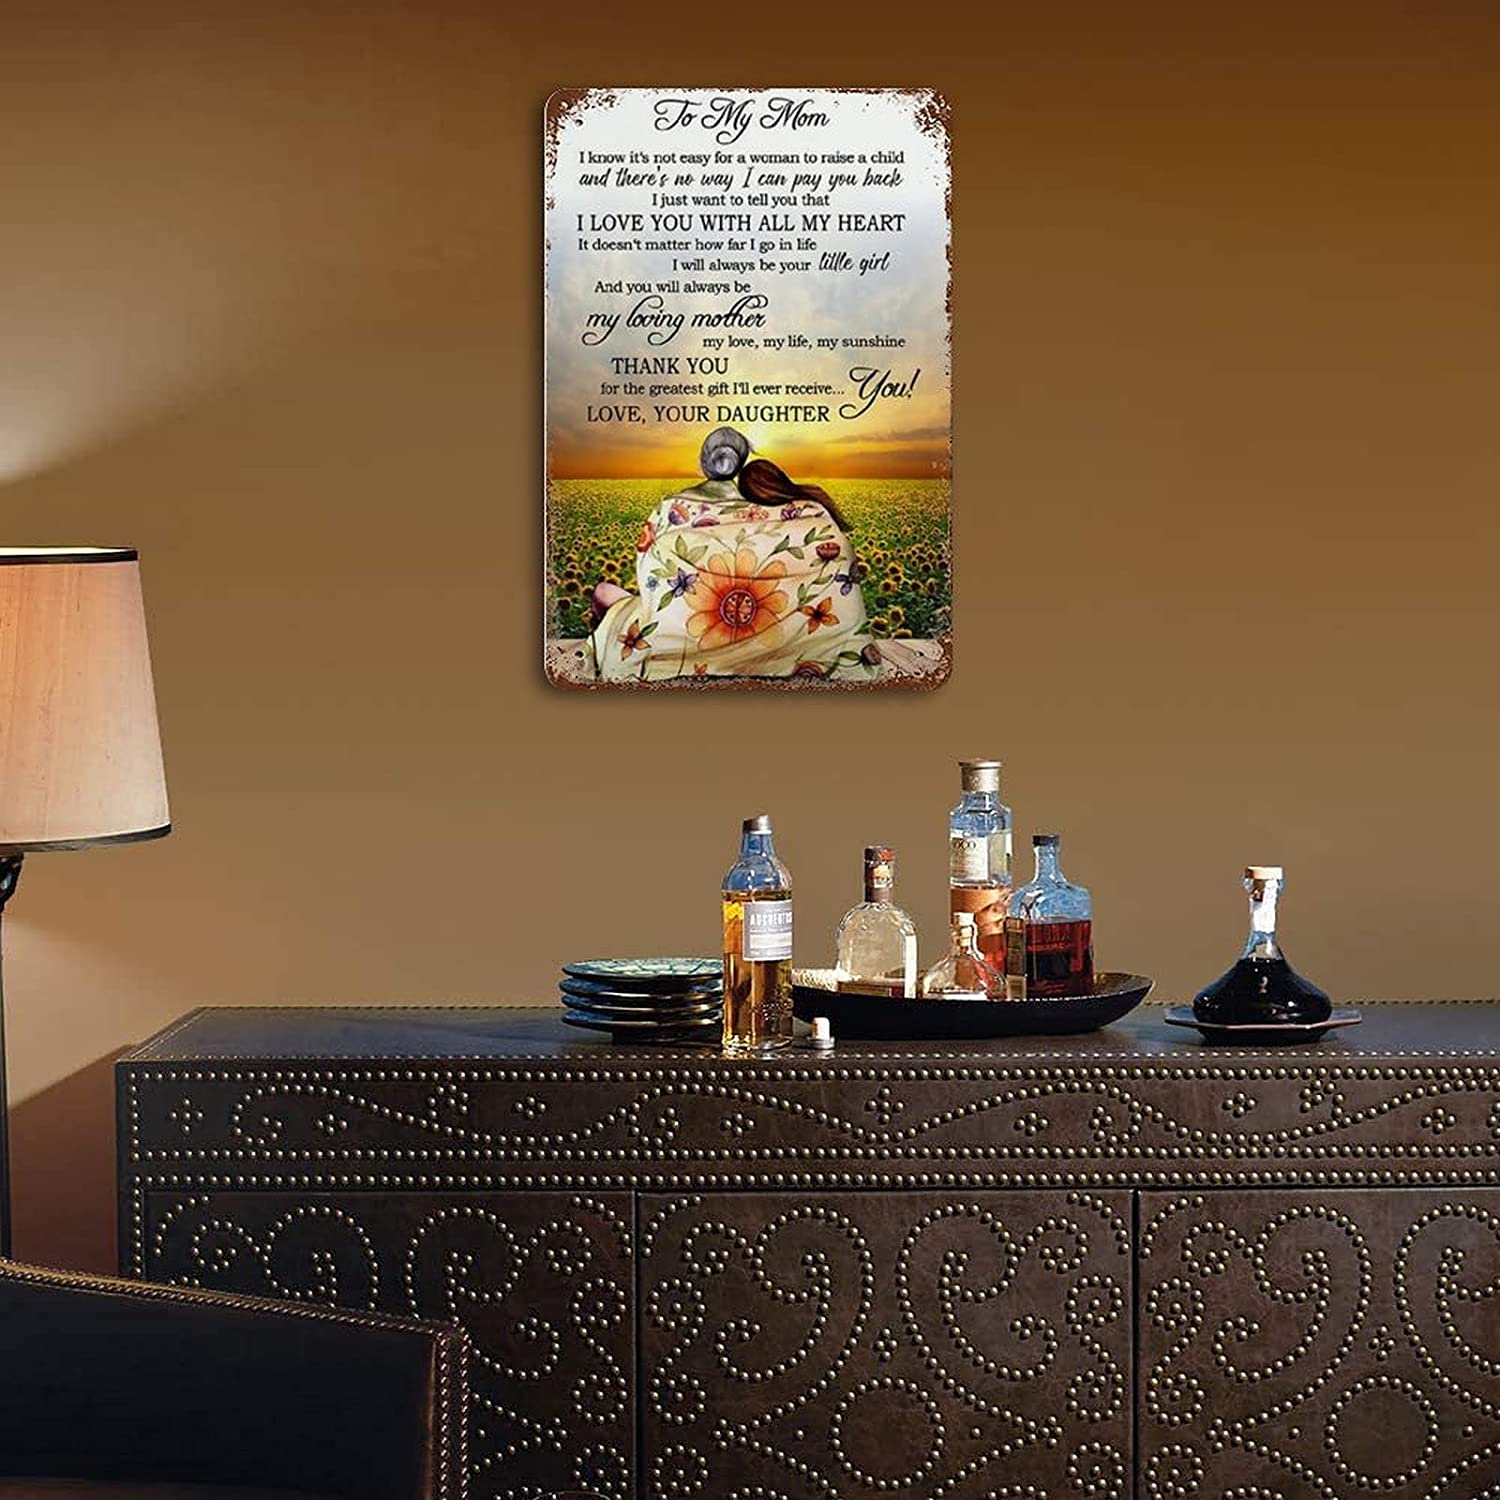 To My Mom
I know it's not easy for a woman to raise a child
and there's no way I can pay you back
I just want to tell you that
I LOVE YOU WITH ALL MY HEART
It doesn't matter how far I go in life
I will always be your little girl
And you will always be
my loving mother
my love, my life, my sunshine
THANK YOU
for the greatest gift I'll ever receive... You!
LOVE, YOUR DAUGHTER